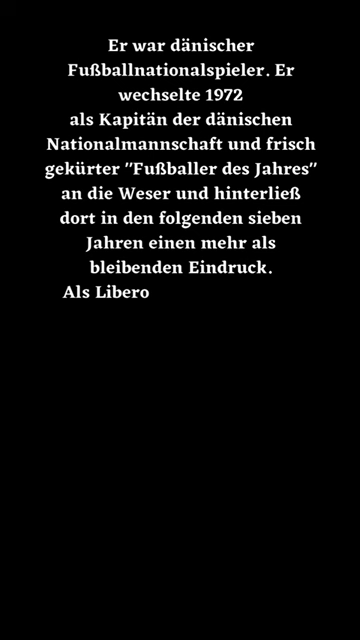 Er war dänischer
Fußballnationalspieler. Er
wechselte 1972
als Kapitän der dänischen
Nationalmannschaft und frisch
gekürter "Fußballer des Jahres"
an die Weser und hinterließ
dort in den folgenden sieben
Jahren einen mehr als
bleibenden Eindruck.
Als Libero